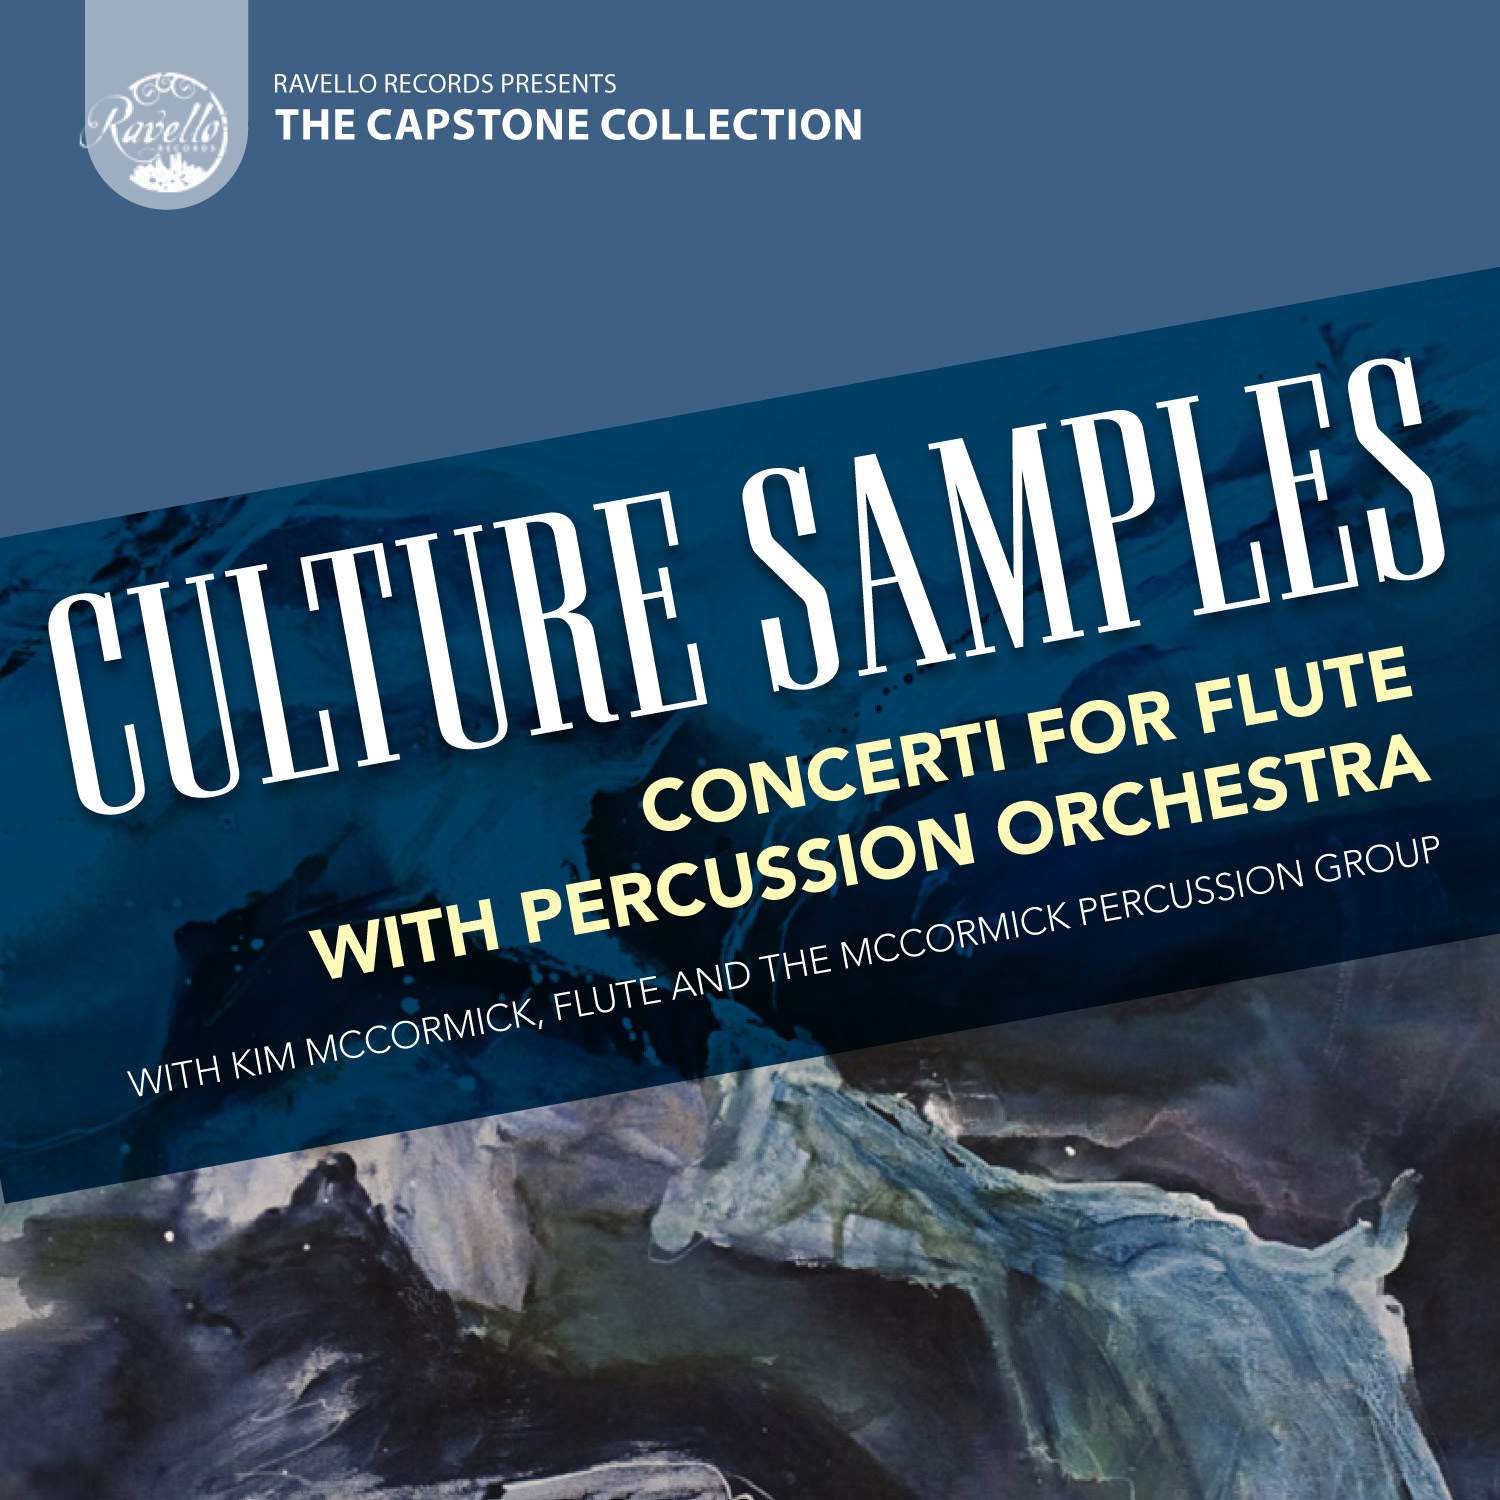 Ravello
RECORDS
RAVELLO RECORDS PRESENTS
THE CAPSTONE COLLECTION
CULTURE SAMPLES
CONCERTI FOR FLUTE
WITH PERCUSSION ORCHESTRA
WITH KIM MCCORMICK, FLUTE AND THE MCCORMICK PERCUSSION GROUP